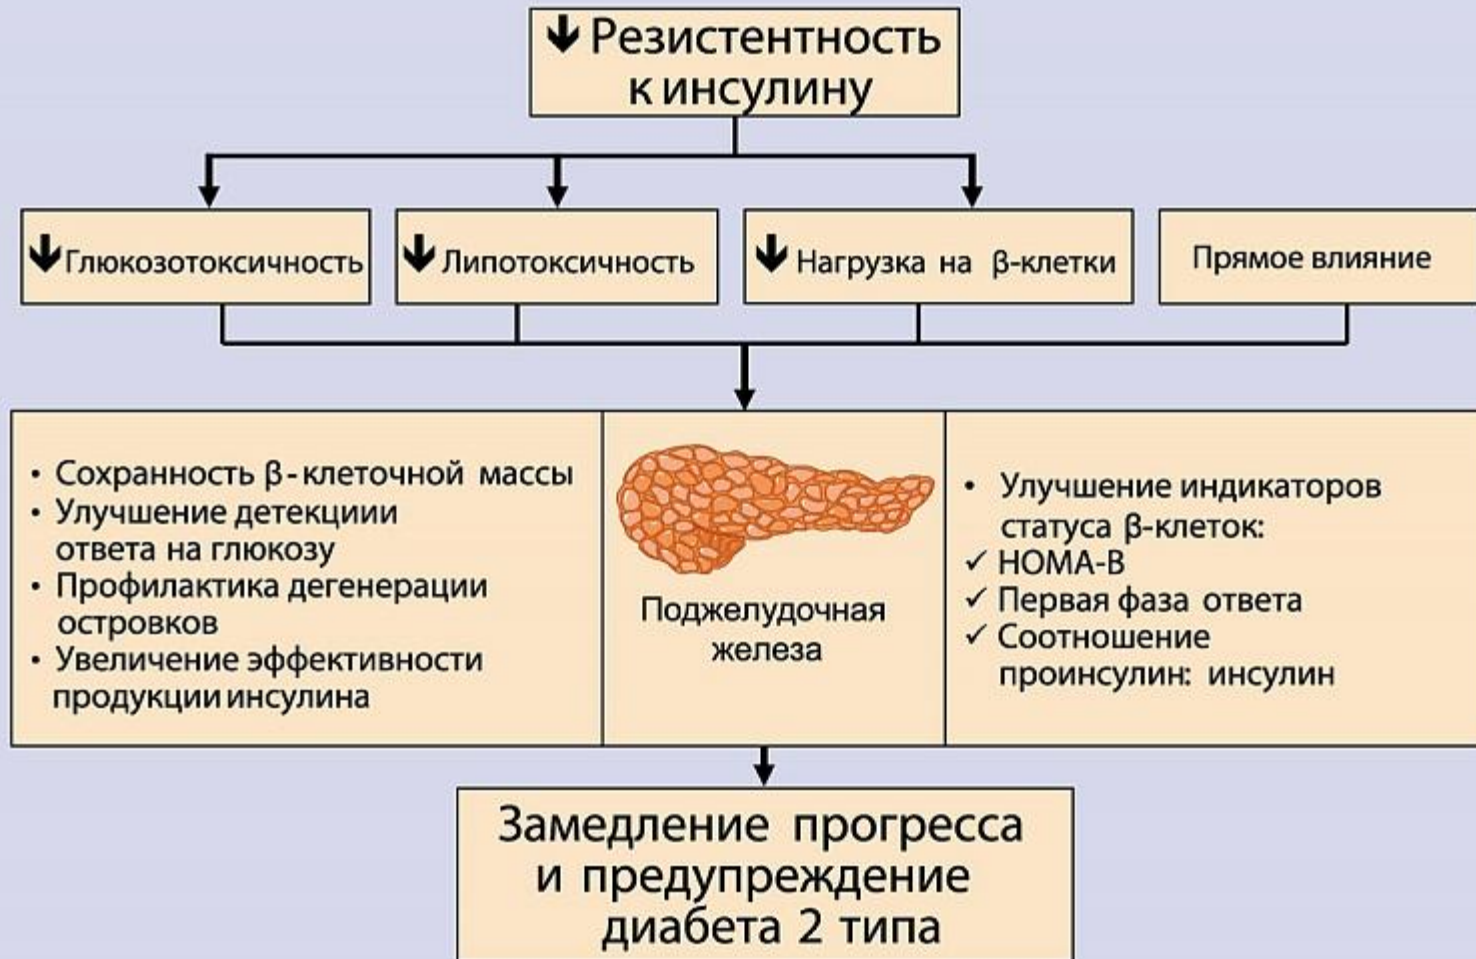 ↓ Резистентность
к инсулину
↓ Глюкозотоксичность
↓ Липотоксичность
↓ Нагрузка на β-клетки
Прямое влияние
• Сохранность β-клеточной массы
• Улучшение детекциии
ответа на глюкозу
• Профилактика дегенерации
островков
• Увеличение эффективности
продукции инсулина
Поджелудочная
железа
• Улучшение индикаторов
статуса β-клеток:
✓ HOMA-B
✓ Первая фаза ответа
✓ Соотношение
проинсулин: инсулин
Замедление прогресса
и предупреждение
диабета 2 типа